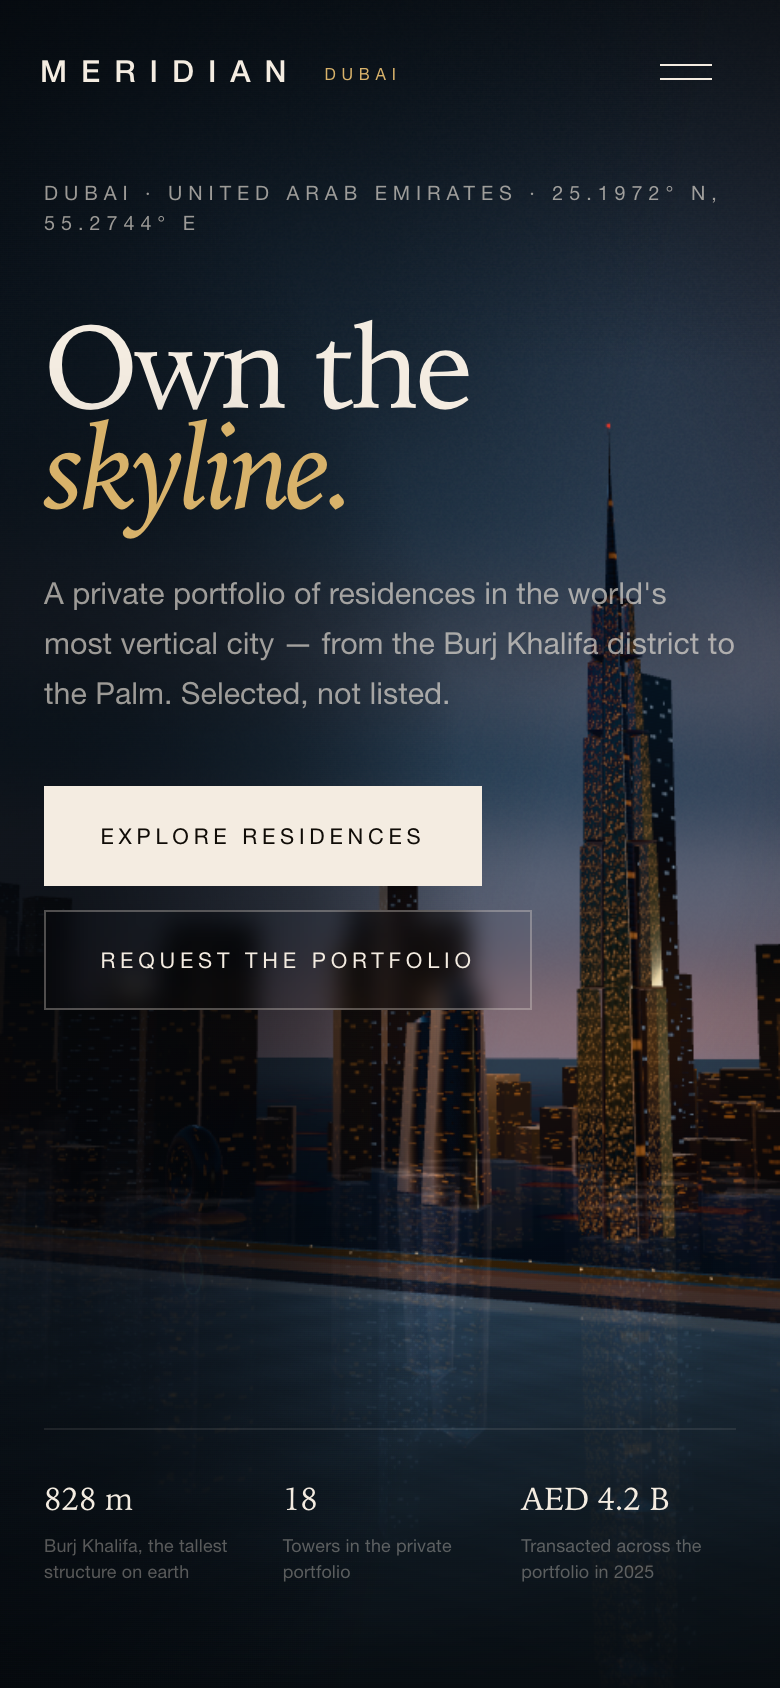 MERIDIAN DUBAI
DUBAI · UNITED ARAB EMIRATES · 25.1972° N,
55.2744° E
Own the
skyline.
A private portfolio of residences in the world's
most vertical city — from the Burj Khalifa district to
the Palm. Selected, not listed.
EXPLORE RESIDENCES
REQUEST THE PORTFOLIO
828 m
Burj Khalifa, the tallest
structure on earth
18
Towers in the private
portfolio
AED 4.2 B
Transacted across the
portfolio in 2025